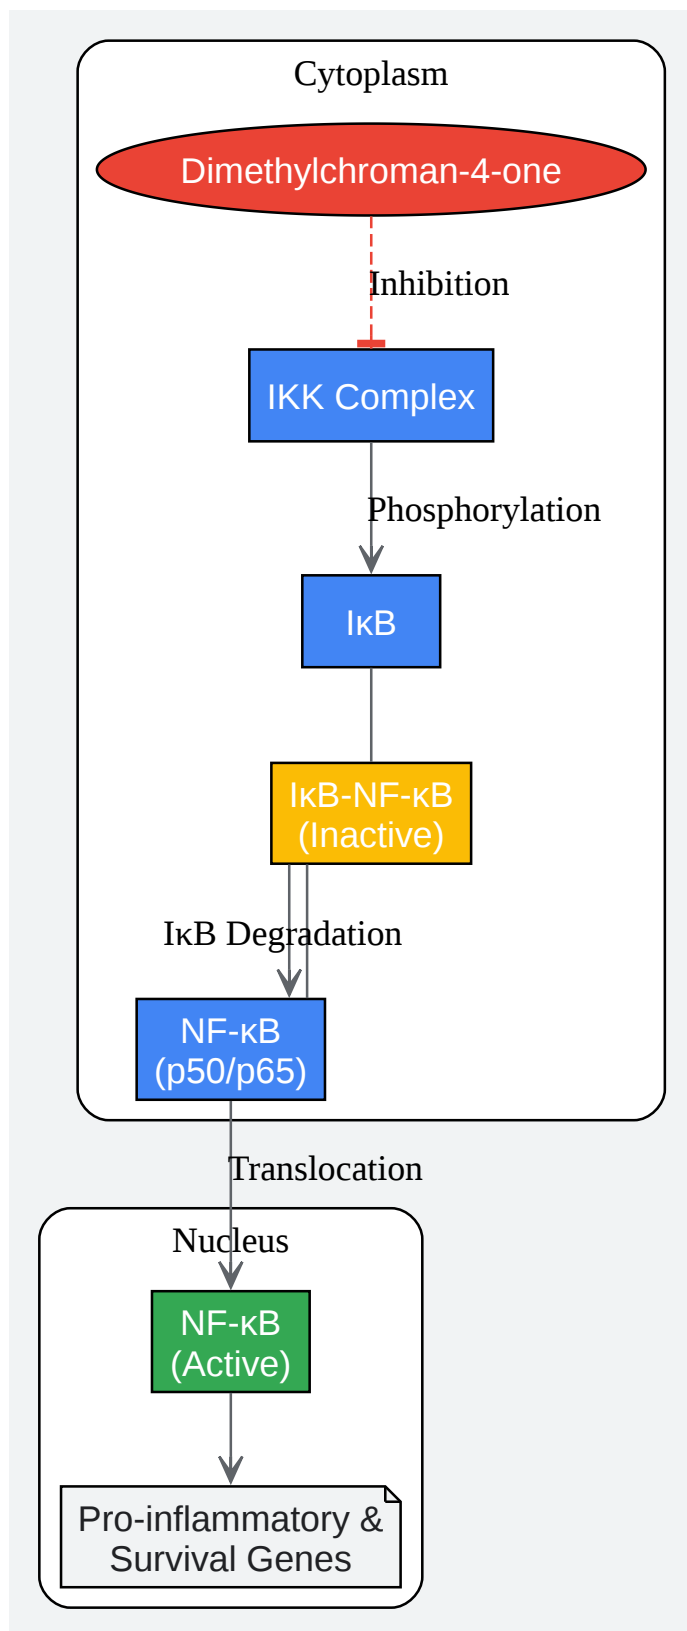 Cytoplasm
Dimethylchroman-4-one
Inhibition
IKK Complex
Phosphorylation
IκB
IκB-NF-κB
(Inactive)
IκB Degradation
NF-κB
(p50/p65)
Translocation
Nucleus
NF-κB
(Active)
Pro-inflammatory &
Survival Genes